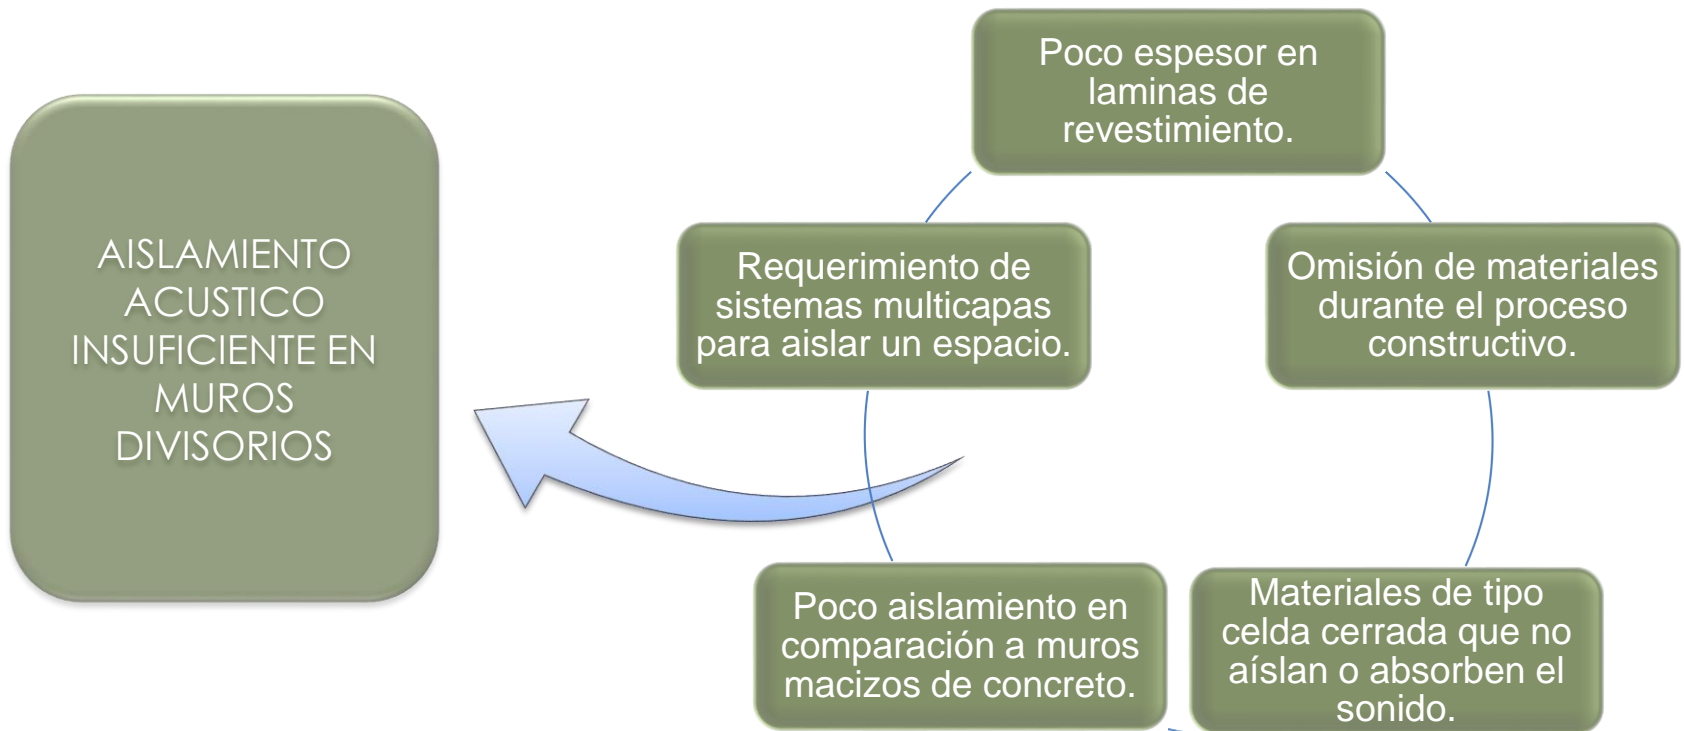 AISLAMIENTO
ACUSTICO
INSUFICIENTE EN
MUROS
DIVISORIOS
Poco espesor en
laminas de
revestimiento.
Requerimiento de
sistemas multicapas
para aislar un espacio.
Omisión de materiales
durante el proceso
constructivo.
Poco aislamiento en
comparación a muros
macizos de concreto.
Materiales de tipo
celda cerrada que no
aíslan o absorben el
sonido.